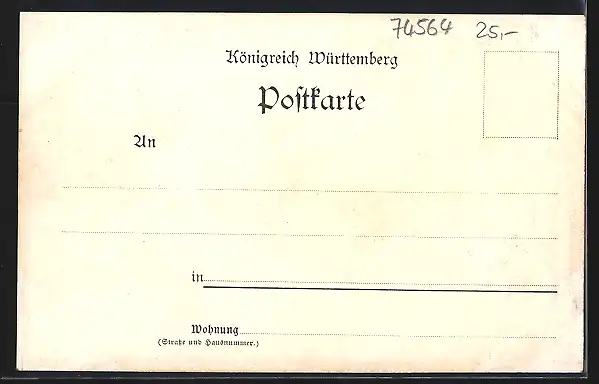 74564 25,-
Königreich Württemberg
Poſtkarte
An
in
Wohnung
(Straße und Hausnummer.)